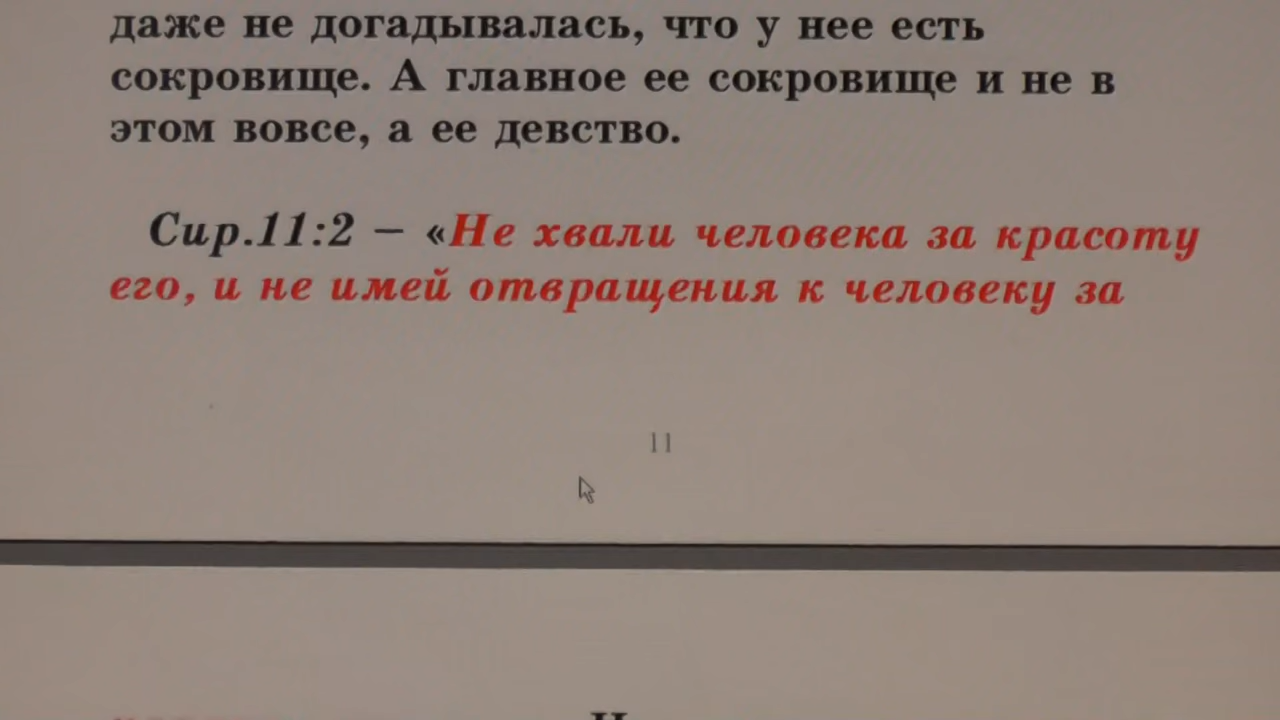 даже не догадывалась, что у нее есть
сокровище. А главное ее сокровище и не в
этом вовсе, а ее девство.
Сир.11:2 – «Не хвали человека за красоту
его, и не имей отвращения к человеку за
11